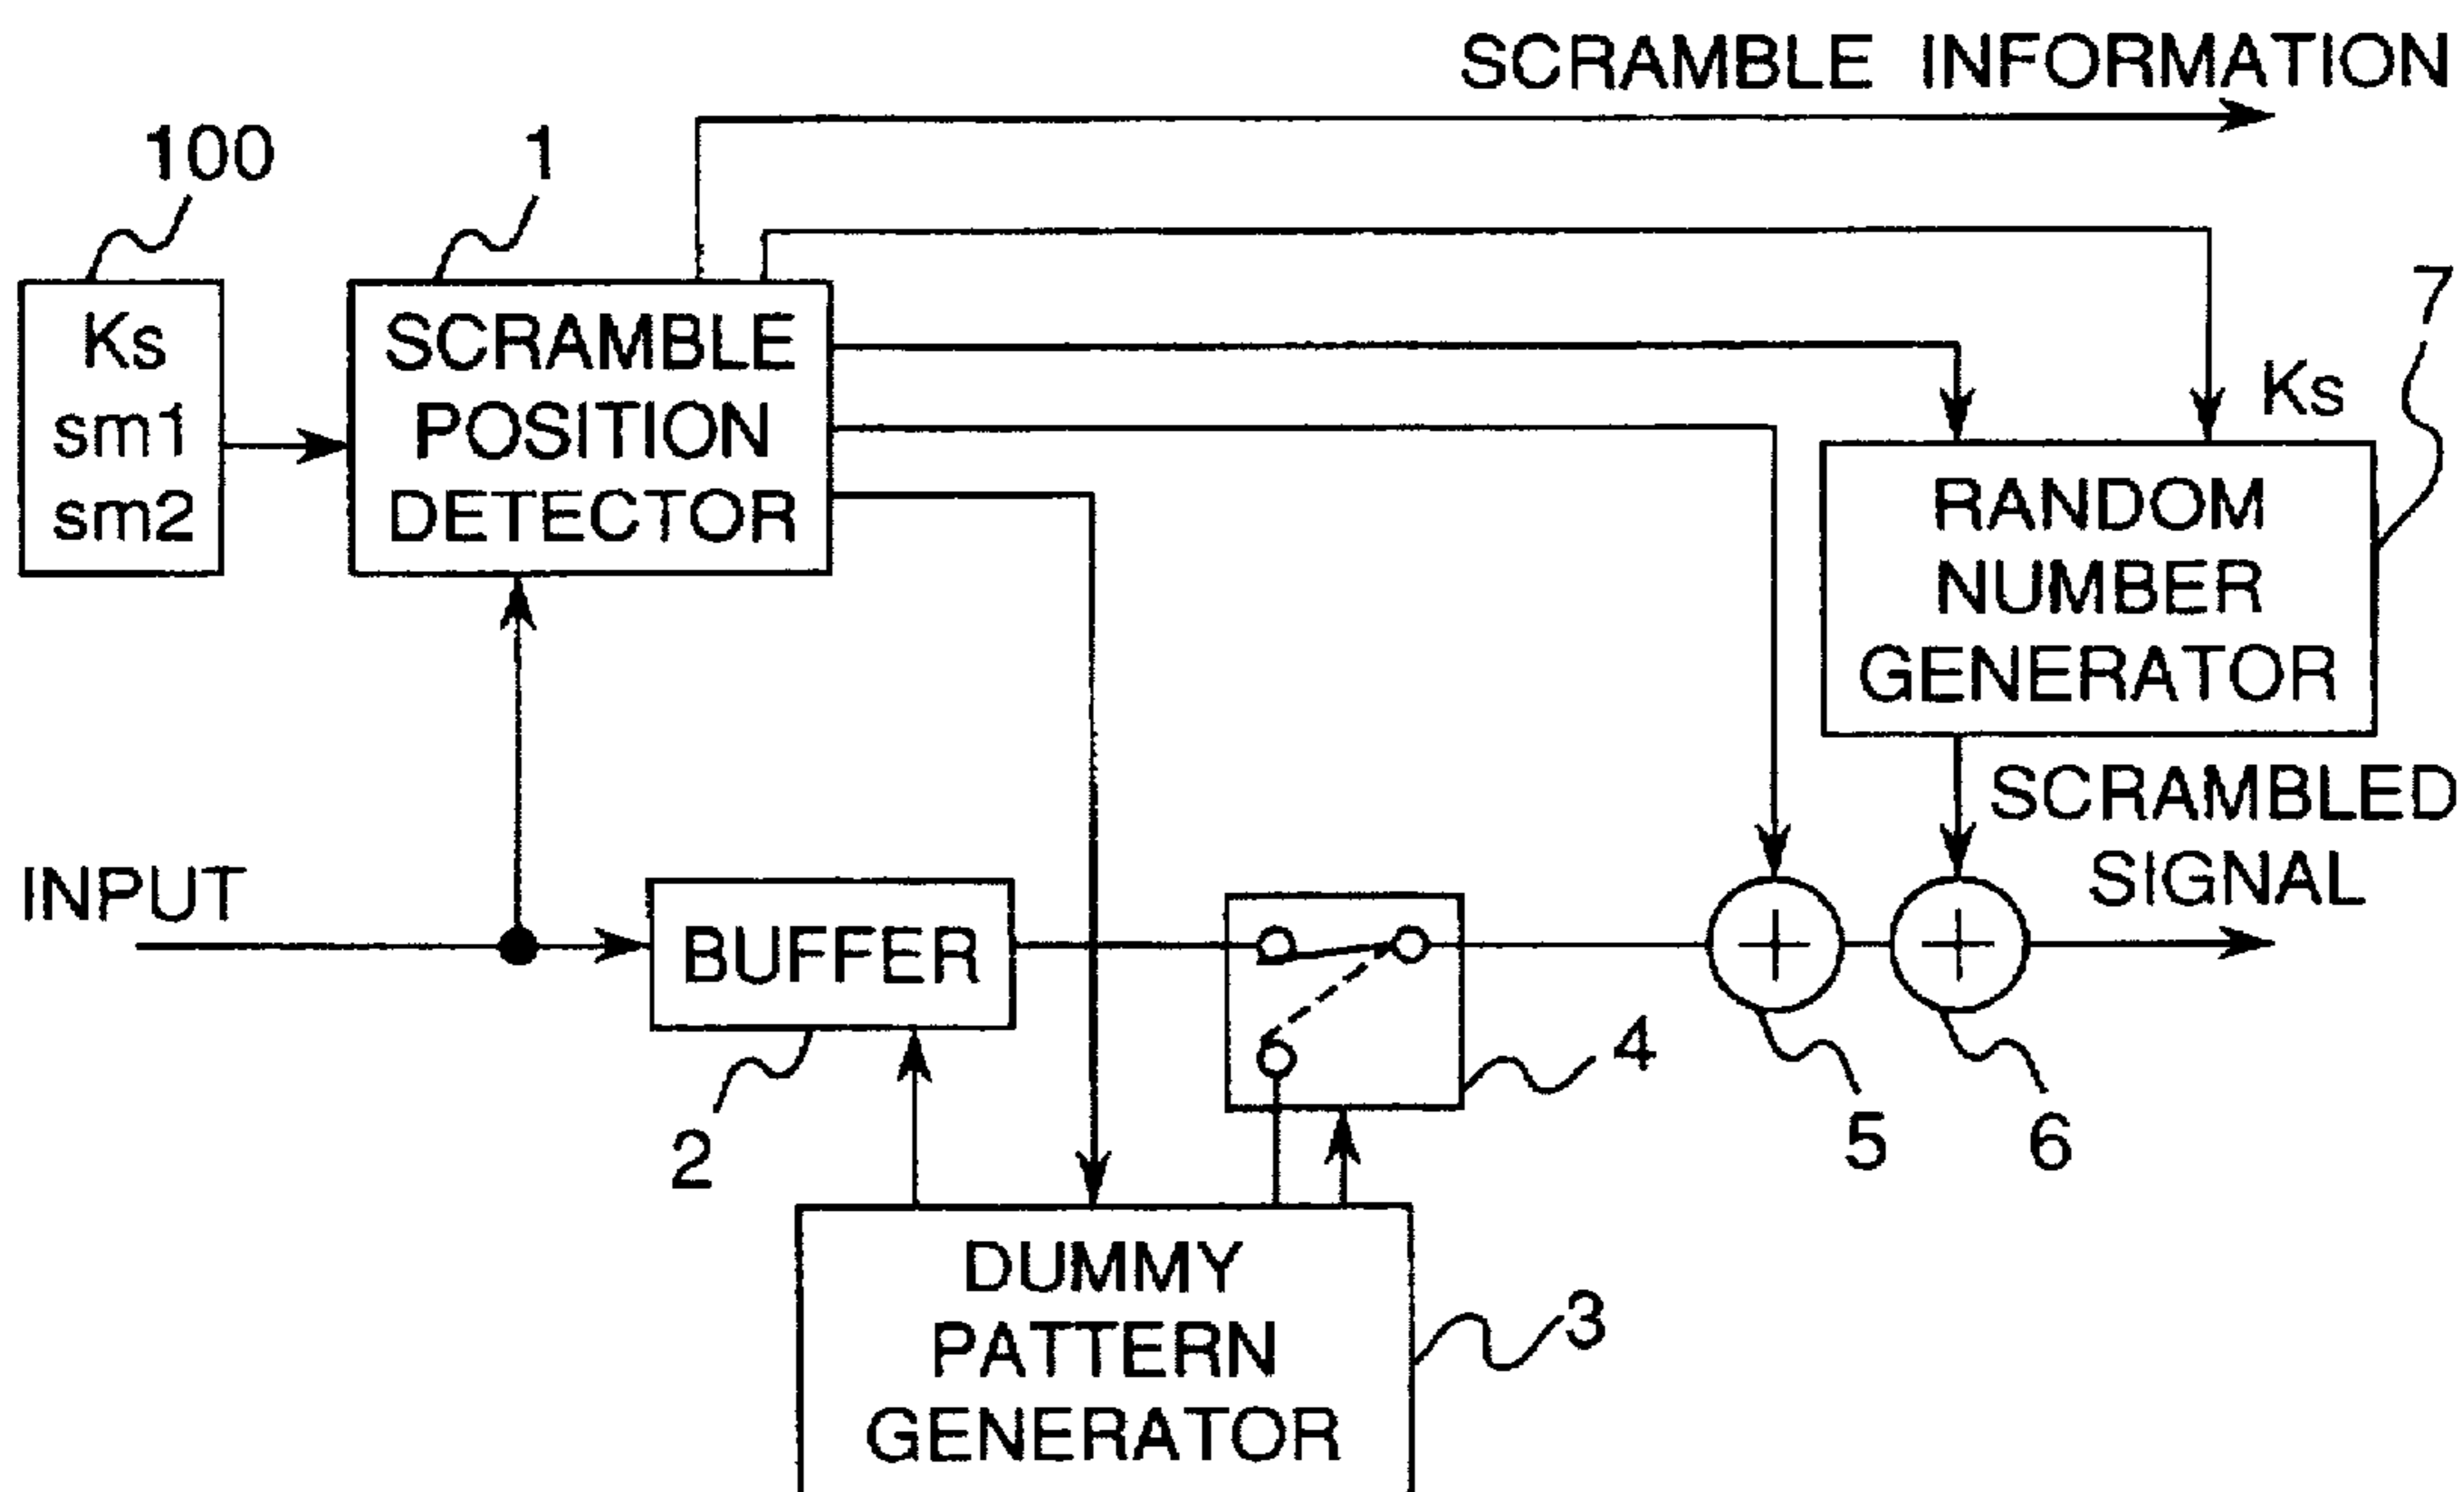 SCRAMBLE INFORMATION
100
1
7
Ks
sm1
sm2
SCRAMBLE
POSITION
DETECTOR
Ks
RANDOM
NUMBER
GENERATOR
SCRAMBLED
SIGNAL
INPUT
BUFFER
4
2
5
6
DUMMY
PATTERN
GENERATOR
3